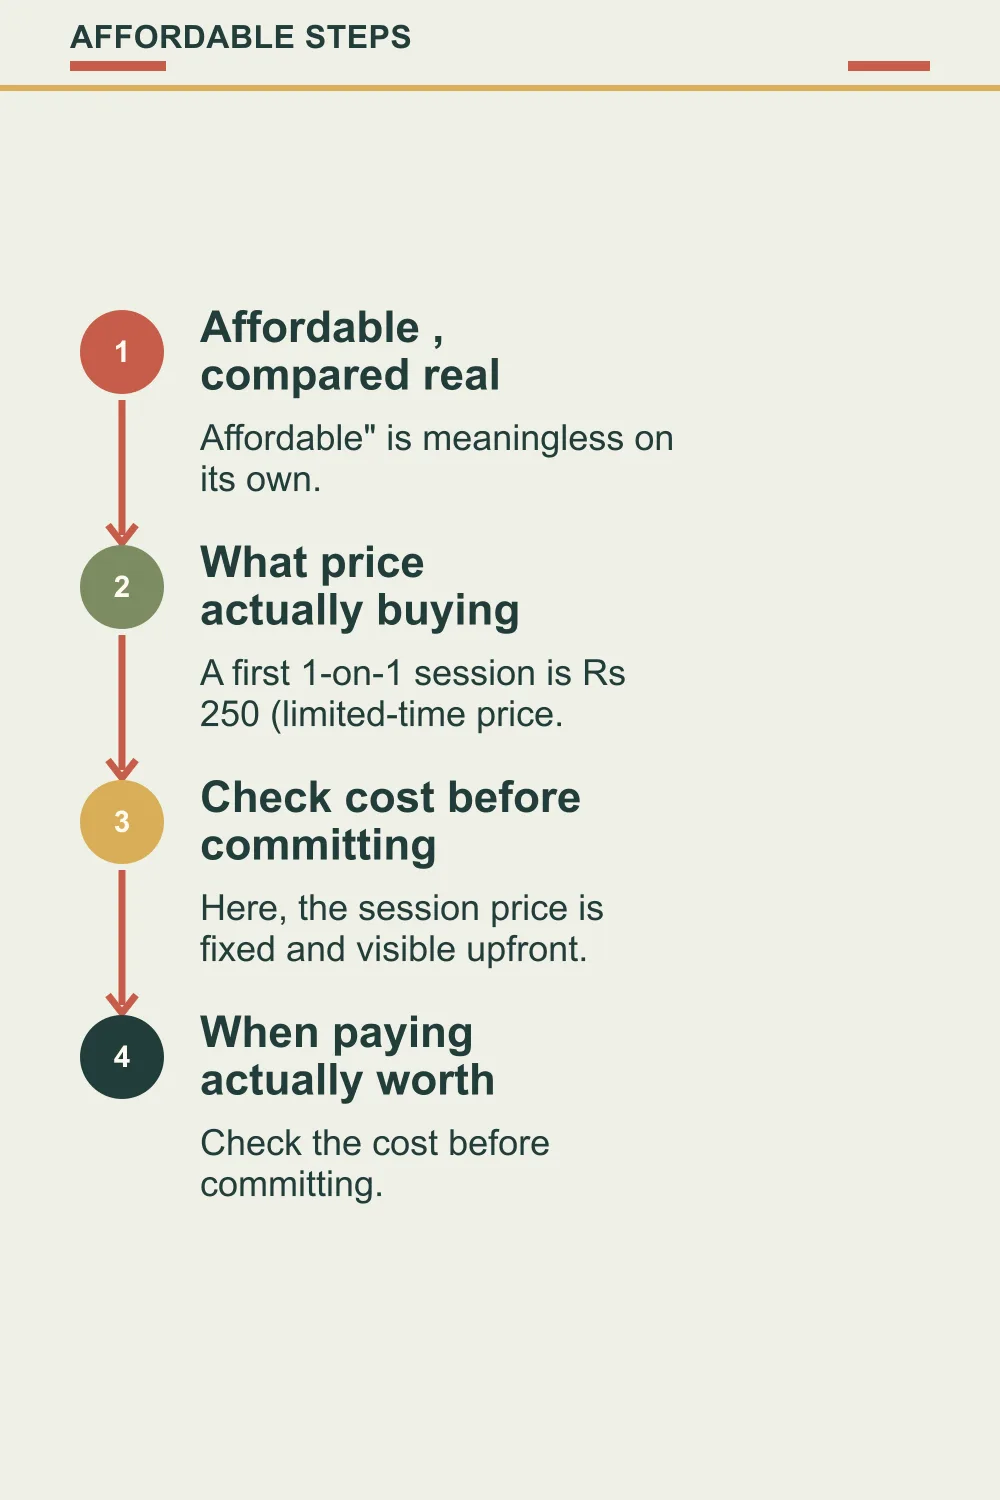 AFFORDABLE STEPS
1
Affordable ,
compared real
Affordable" is meaningless on
its own.
2
What price
actually buying
A first 1-on-1 session is Rs
250 (limited-time price.
3
Check cost before
committing
Here, the session price is
fixed and visible upfront.
4
When paying
actually worth
Check the cost before
committing.